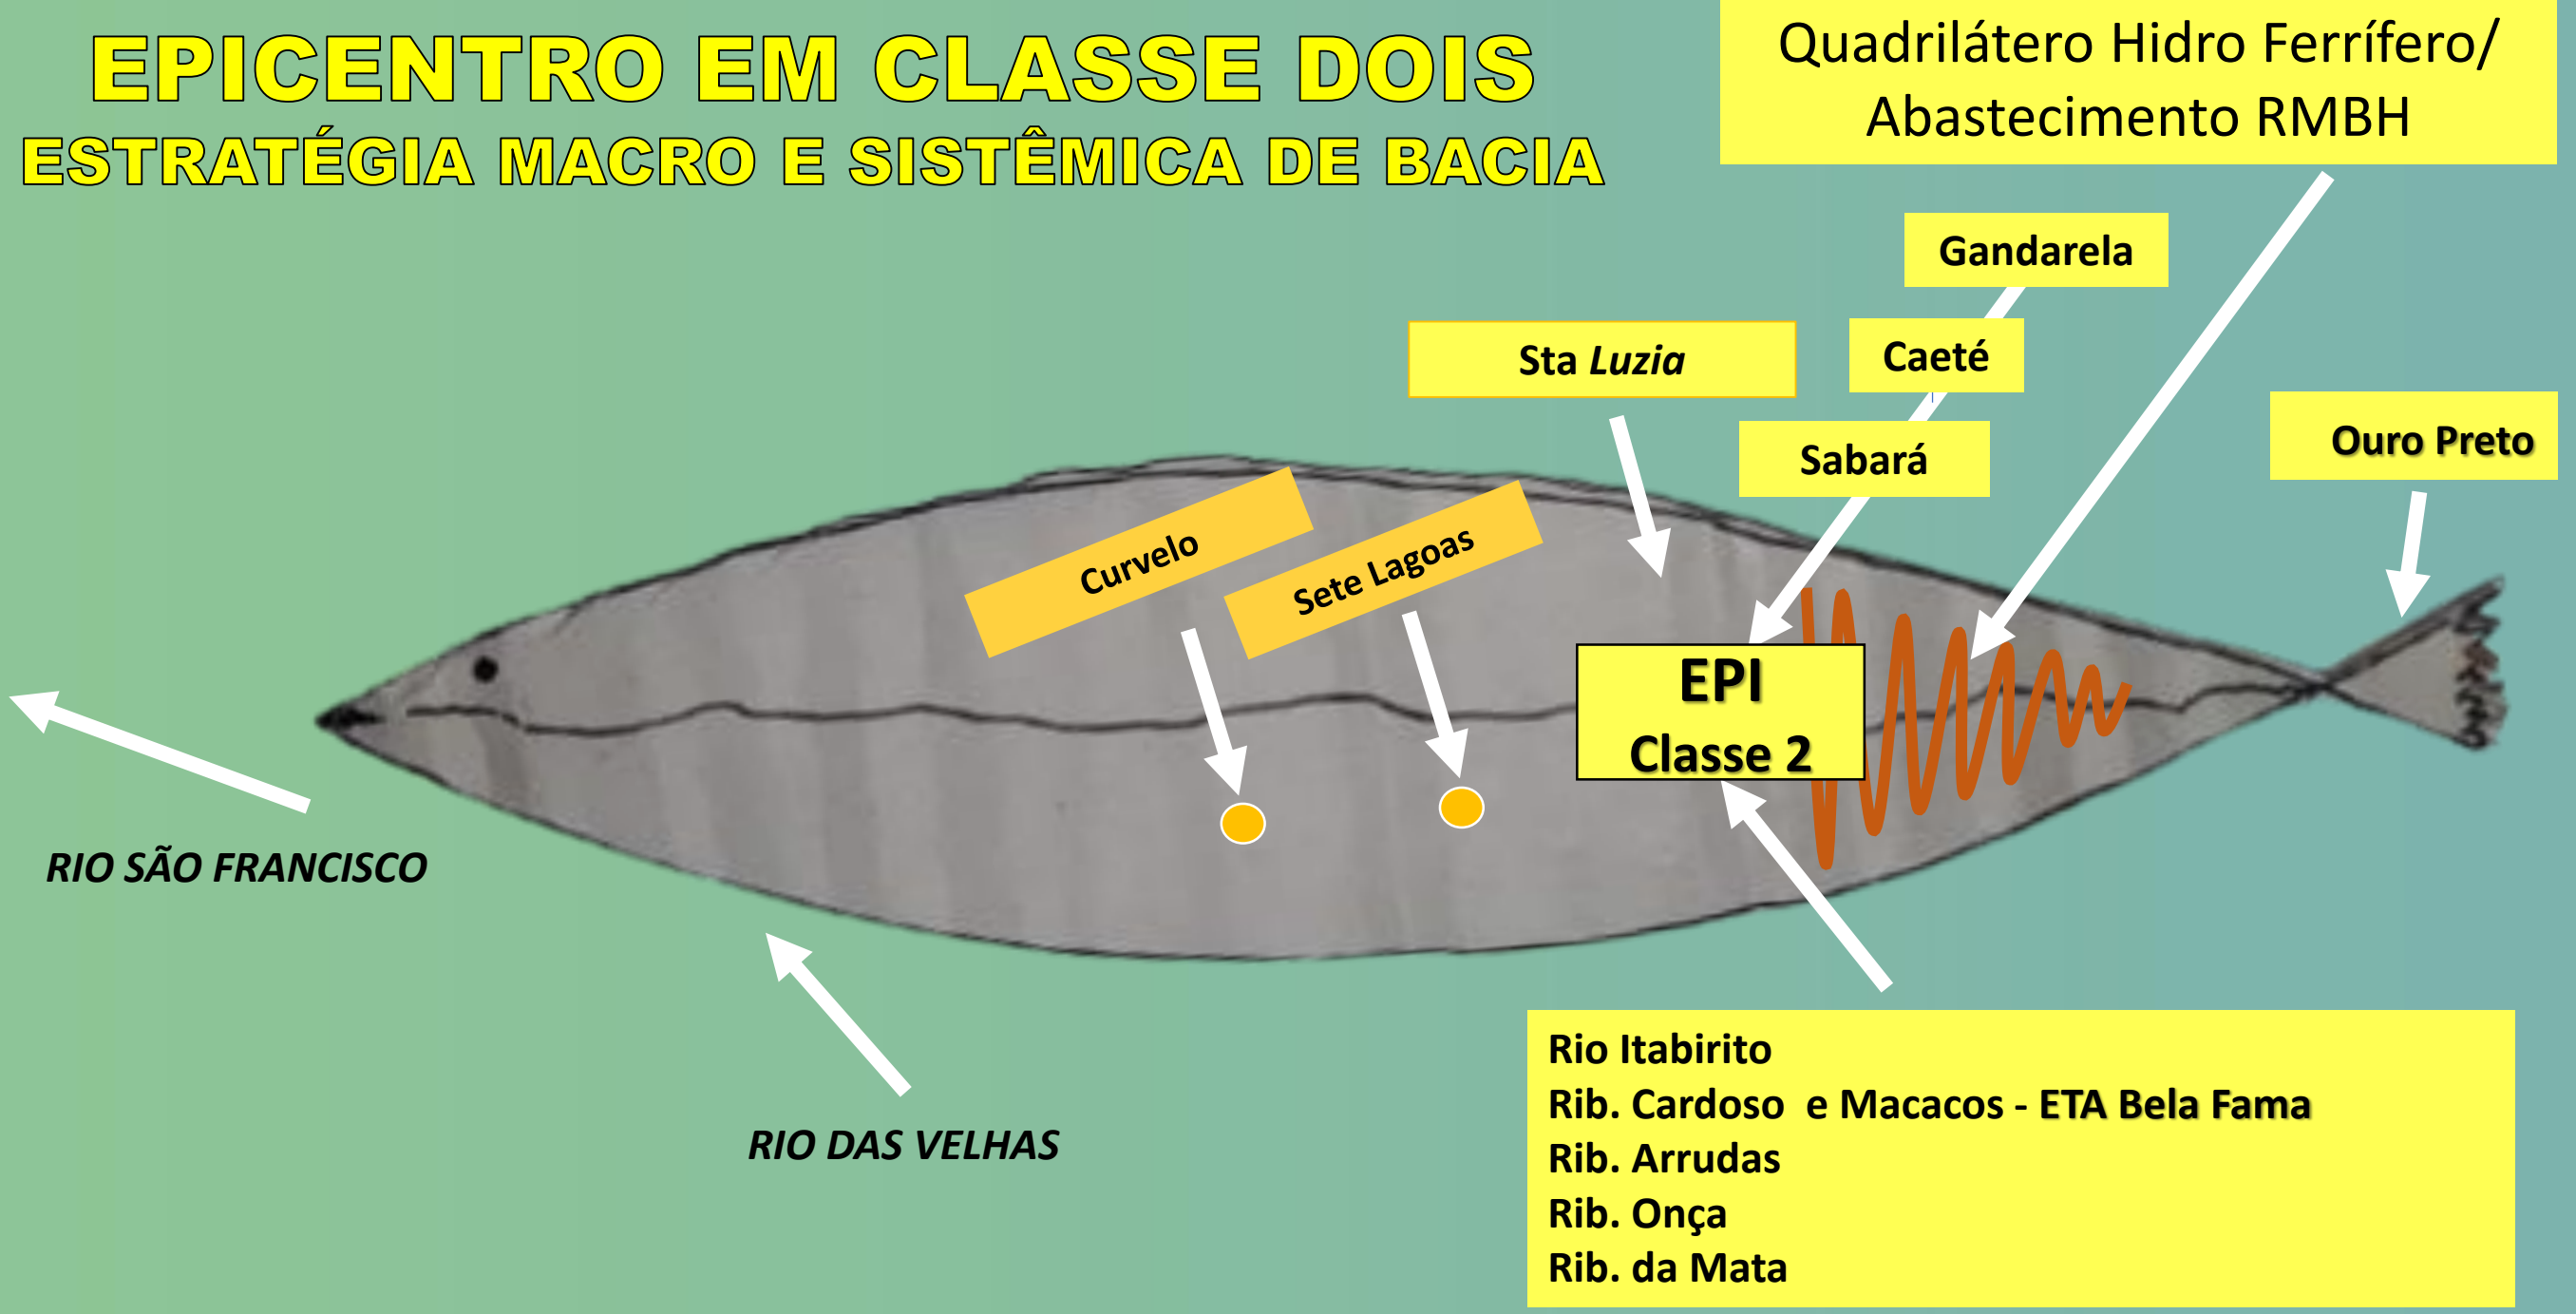 EPICENTRO EM CLASSE DOIS
ESTRATÉGIA MACRO E SISTÊMICA DE BACIA
Quadrilátero Hidro Ferrífero/
Abastecimento RMBH
Gandarela
Sta Luzia
Caeté
Sabará
Ouro Preto
Curvelo
Sete Lagoas
EPI
Classe 2
RIO SÃO FRANCISCO
RIO DAS VELHAS
Rio Itabirito
Rib. Cardoso  e Macacos - ETA Bela Fama
Rib. Arrudas
Rib. Onça
Rib. da Mata